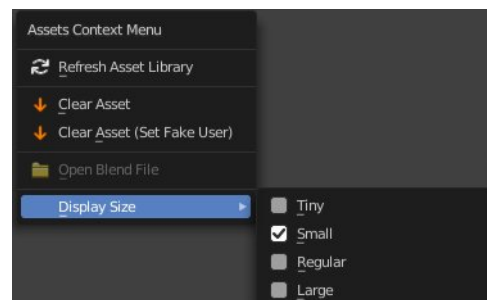 Assets Context Menu
Refresh Asset Library
Clear Asset
Clear Asset (Set Fake User)
Open Blend File
Display Size
Tiny
Small
Regular
Large